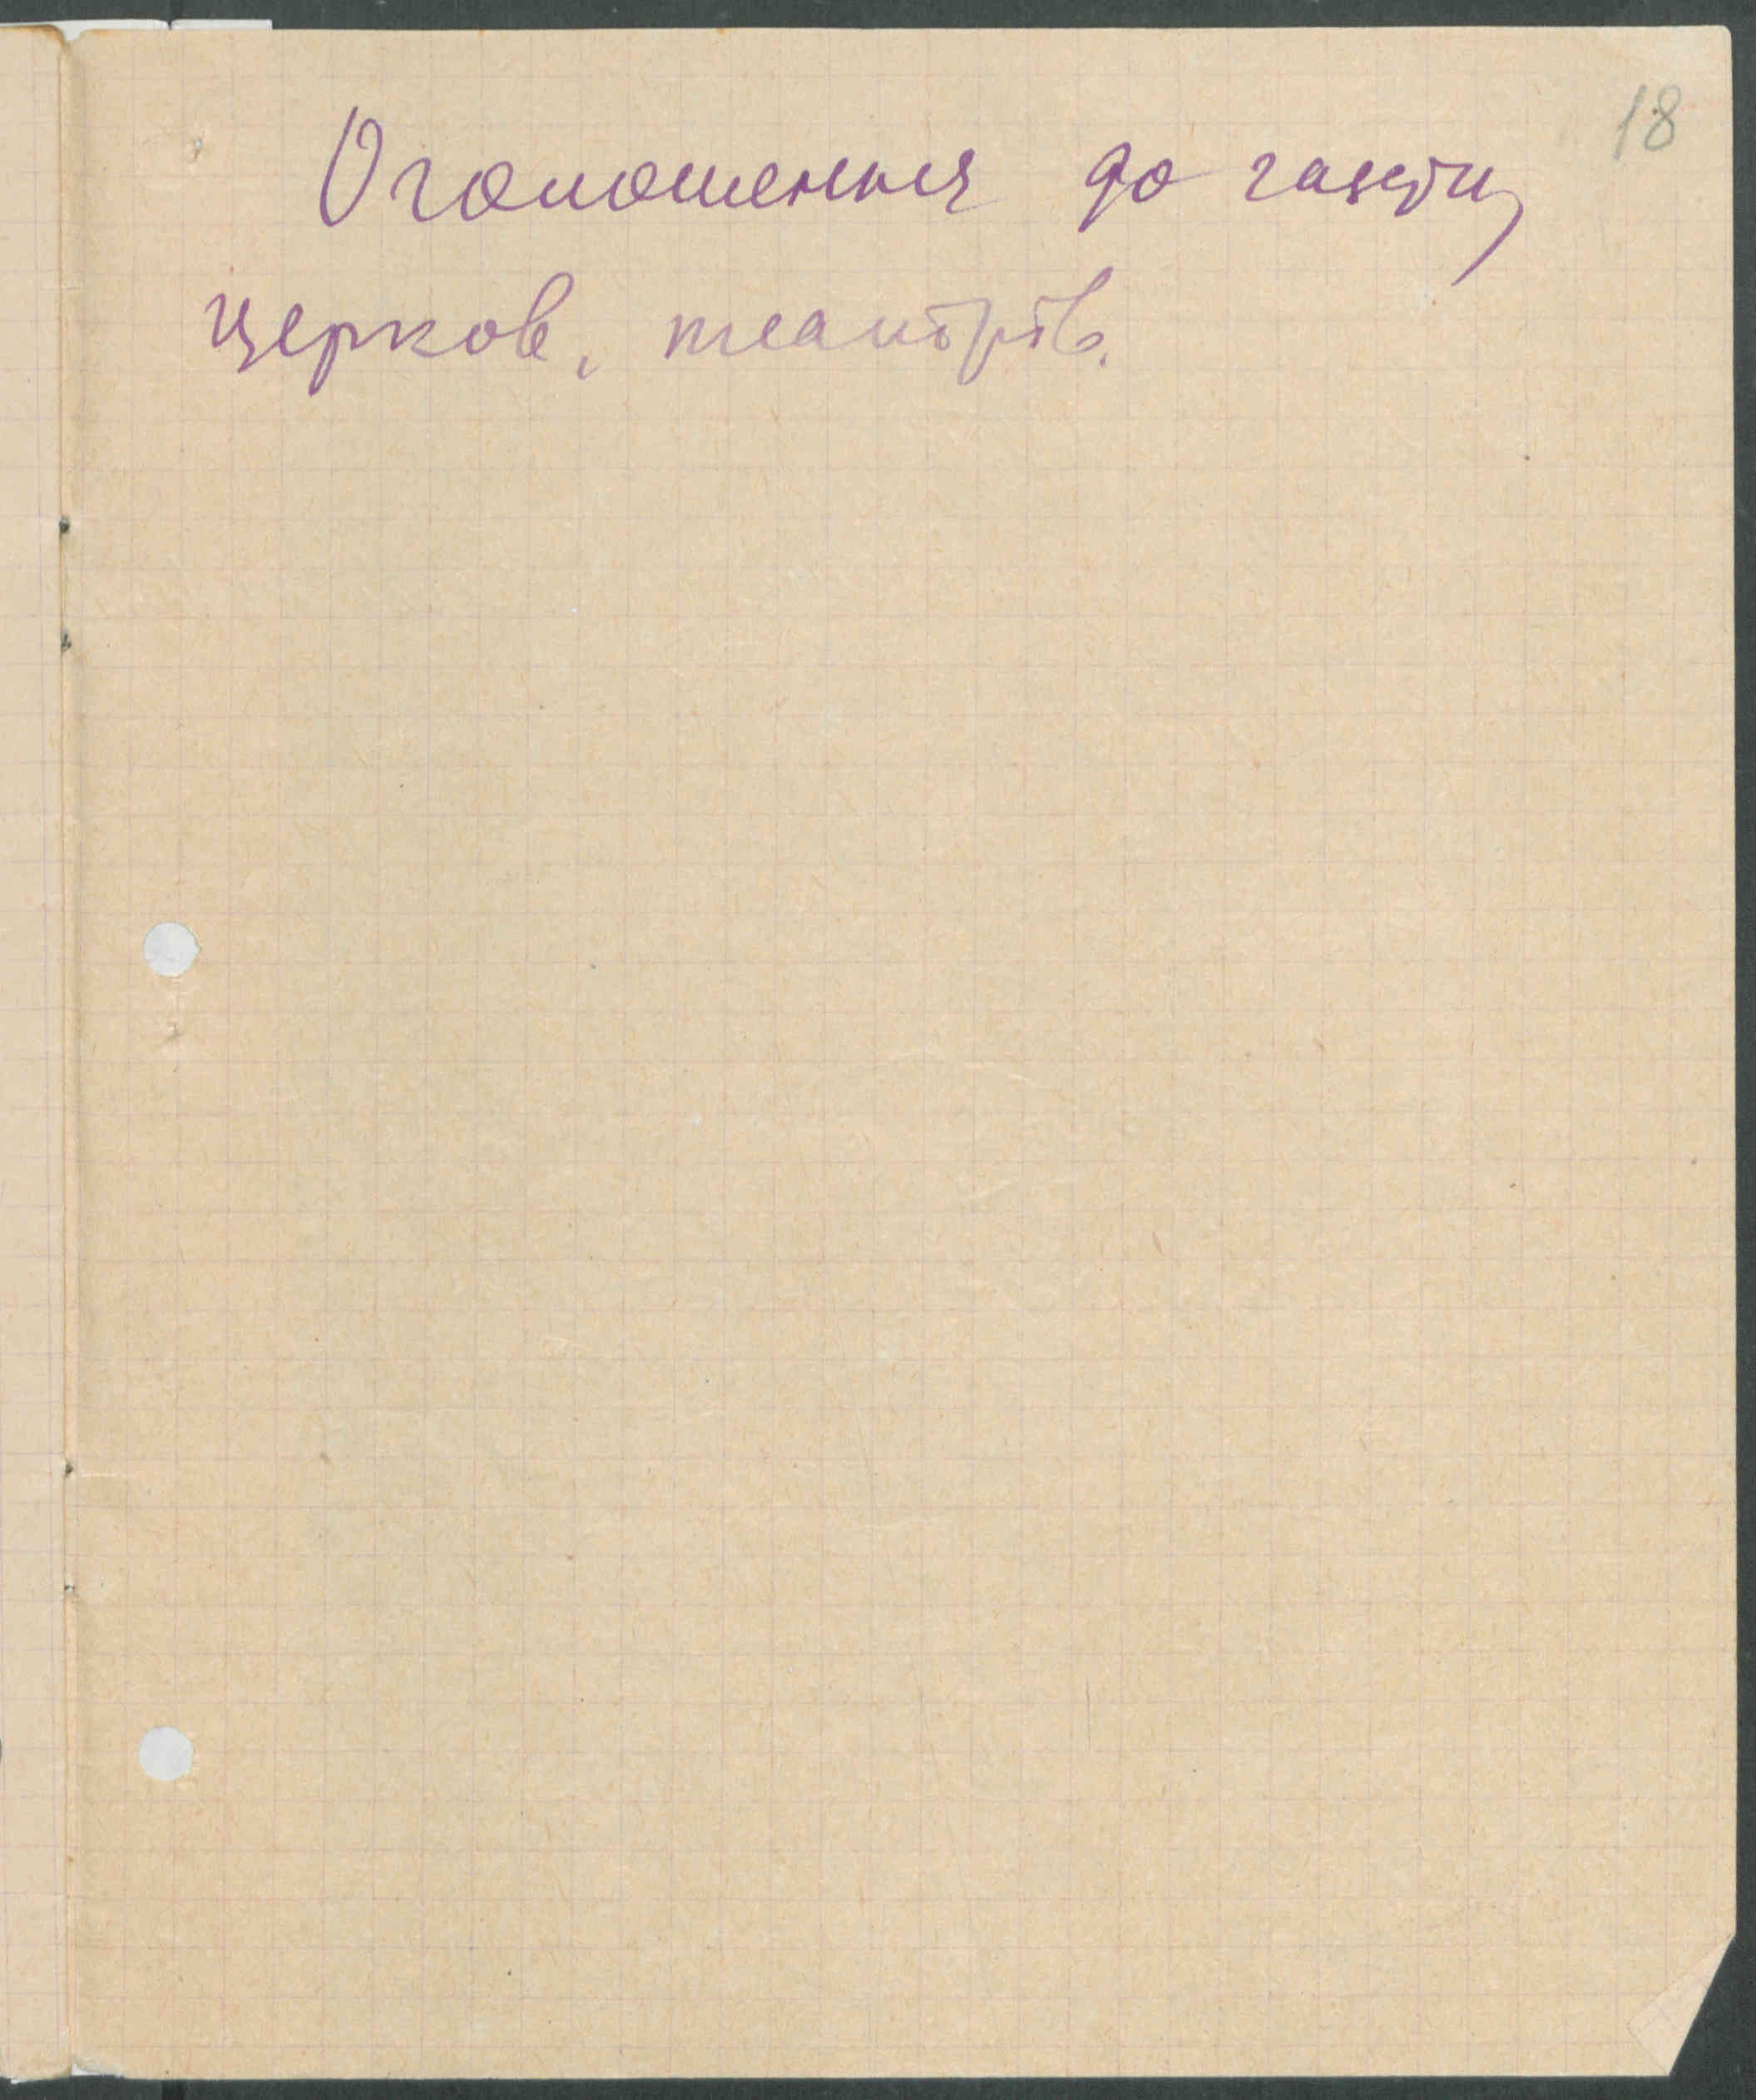 18
Оголошення до газети,
церков, театрів.